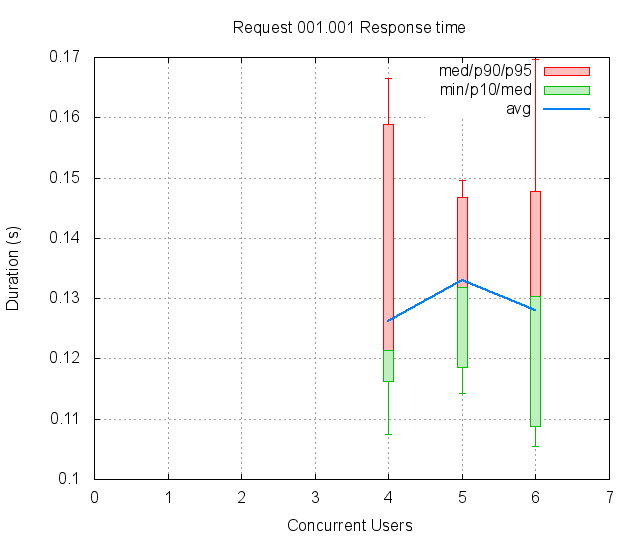 Request 001.001 Response time
med/p90/p95
min/p10/med
avg
0.17
0.16
0.15
0.14
0.13
0.12
0.11
0.1
Duration (s)
0 1 2 3 4 5 6 7
Concurrent Users